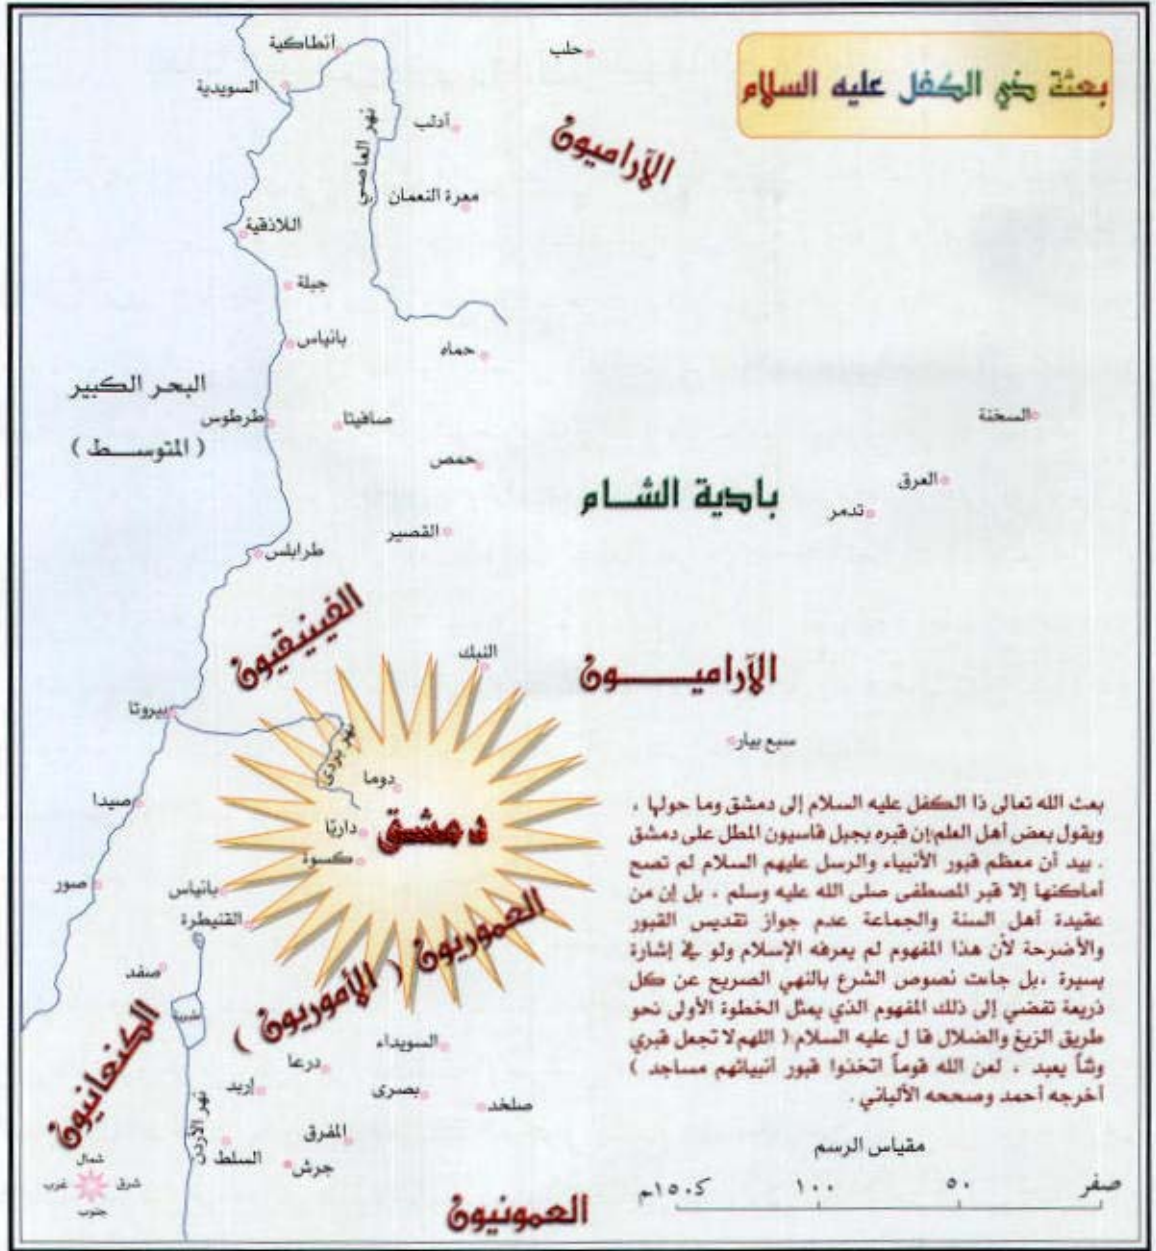 بعثة ذي الكفل عليه السلام
أنطاكية
حلب
السويدية
نهر العاصي
أدلب
الآراميون
معرة النعمان
اللاذقية
جبلة
بانياس
حماه
البحر الكبير
( المتوســط )
طرطوس
صافيتا
السخنة
حمص
العرق
بادية الشــام
تدمر
القصير
طرابلس
الفينيقيون
النبك
الآراميــــون
بيروتا
نهر بردى
سبع بيار
دوما
صيدا
داريّا
دمشــق
كسوة
صور
بانياس
القنيطرة
العموريون ( الأموريون )
صفد
الكنعانيون
السويداء
درعا
إربد
بصرى
صلخد
نهر الأردن
المفرق
السلط
جرش
العمونيون
بعث الله تعالى ذا الكفل عليه السلام إلى دمشق وما حولها ،
ويقول بعض أهل العلم:إن قبره بجبل قاسيون المطل على دمشق
. بيد أن معظم قبور الأنبياء والرسل عليهم السلام لم تصح
أماكنها إلا قبر المصطفى صلى الله عليه وسلم ، بل إن من
عقيدة أهل السنة والجماعة عدم جواز تقديس القبور
والأضرحة لأن هذا المفهوم لم يعرفه الإسلام ولو في إشارة
يسيرة ،بل جاءت نصوص الشرع بالنهي الصريح عن كل
ذريعة تفضي إلى ذلك المفهوم الذي يمثل الخطوة الأولى نحو
طريق الزيغ والضلال قا ل عليه السلام:( اللهم لا تجعل قبري
وثناً يعبد ، لعن الله قوماً اتخذوا قبور أنبيائهم مساجد )
أخرجه أحمد وصححه الألباني .
مقياس الرسم
صفر ٥٠ ١٠٠ ١٥٠كم
شمال
شرق
غرب
جنوب